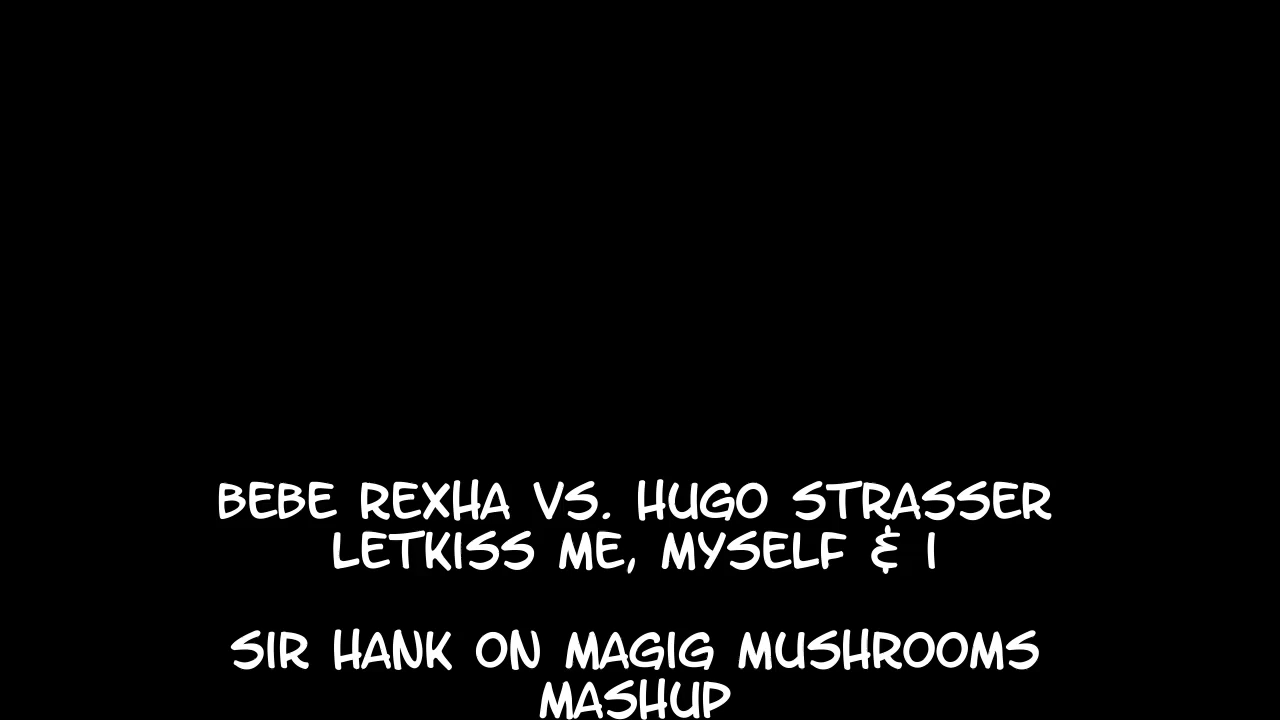 BEBE REXHA VS. HUGO STRASSER
LETKISS ME, MYSELF & I
SIR HANK ON MAGIG MUSHROOMS
MASHUP